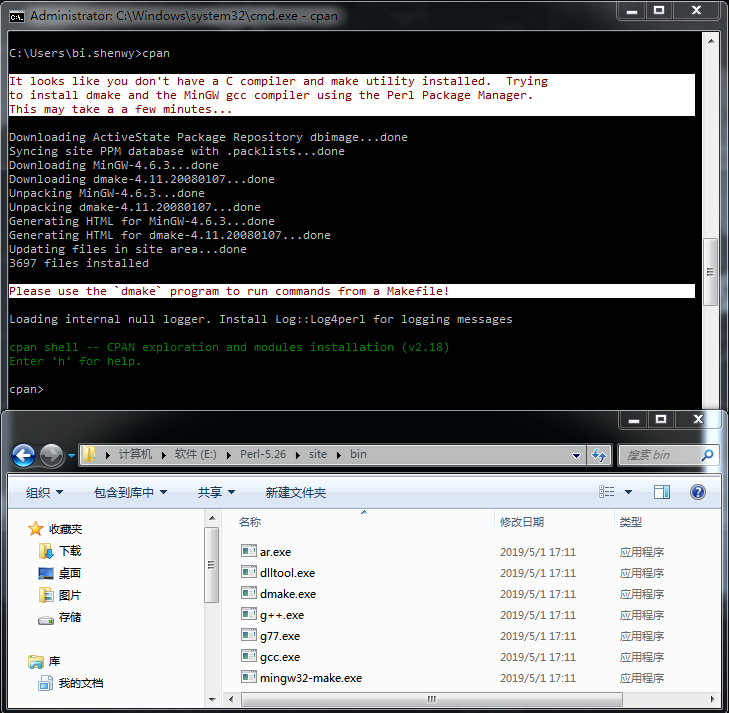 Administrator: C:\Windows\system32\cmd.exe - cpan
C:\Users\bi.shenwy>cpan
It looks like you don't have a C compiler and make utility installed.  Trying
to install dmake and the MinGW gcc compiler using the Perl Package Manager.
This may take a a few minutes...
Downloading ActiveState Package Repository dbimage...done
Syncing site PPM database with .packlists...done
Downloading MinGW-4.6.3...done
Downloading dmake-4.11.20080107...done
Unpacking MinGW-4.6.3...done
Unpacking dmake-4.11.20080107...done
Generating HTML for MinGW-4.6.3...done
Generating HTML for dmake-4.11.20080107...done
Updating files in site area...done
3697 files installed
Please use the `dmake` program to run commands from a Makefile!
Loading internal null logger. Install Log::Log4perl for logging messages
cpan shell -- CPAN exploration and modules installation (v2.18)
Enter 'h' for help.
cpan>
计算机 软件 (E:) Perl-5.26 site bin 搜索 bin
组织 包含到库中 共享 新建文件夹
收藏夹
下载
桌面
图片
存储
库
我的文档
名称 修改日期 类型
ar.exe 2019/5/1 17:11 应用程序
dlltool.exe 2019/5/1 17:11 应用程序
dmake.exe 2019/5/1 17:11 应用程序
g++.exe 2019/5/1 17:11 应用程序
g77.exe 2019/5/1 17:11 应用程序
gcc.exe 2019/5/1 17:11 应用程序
mingw32-make.exe 2019/5/1 17:11 应用程序